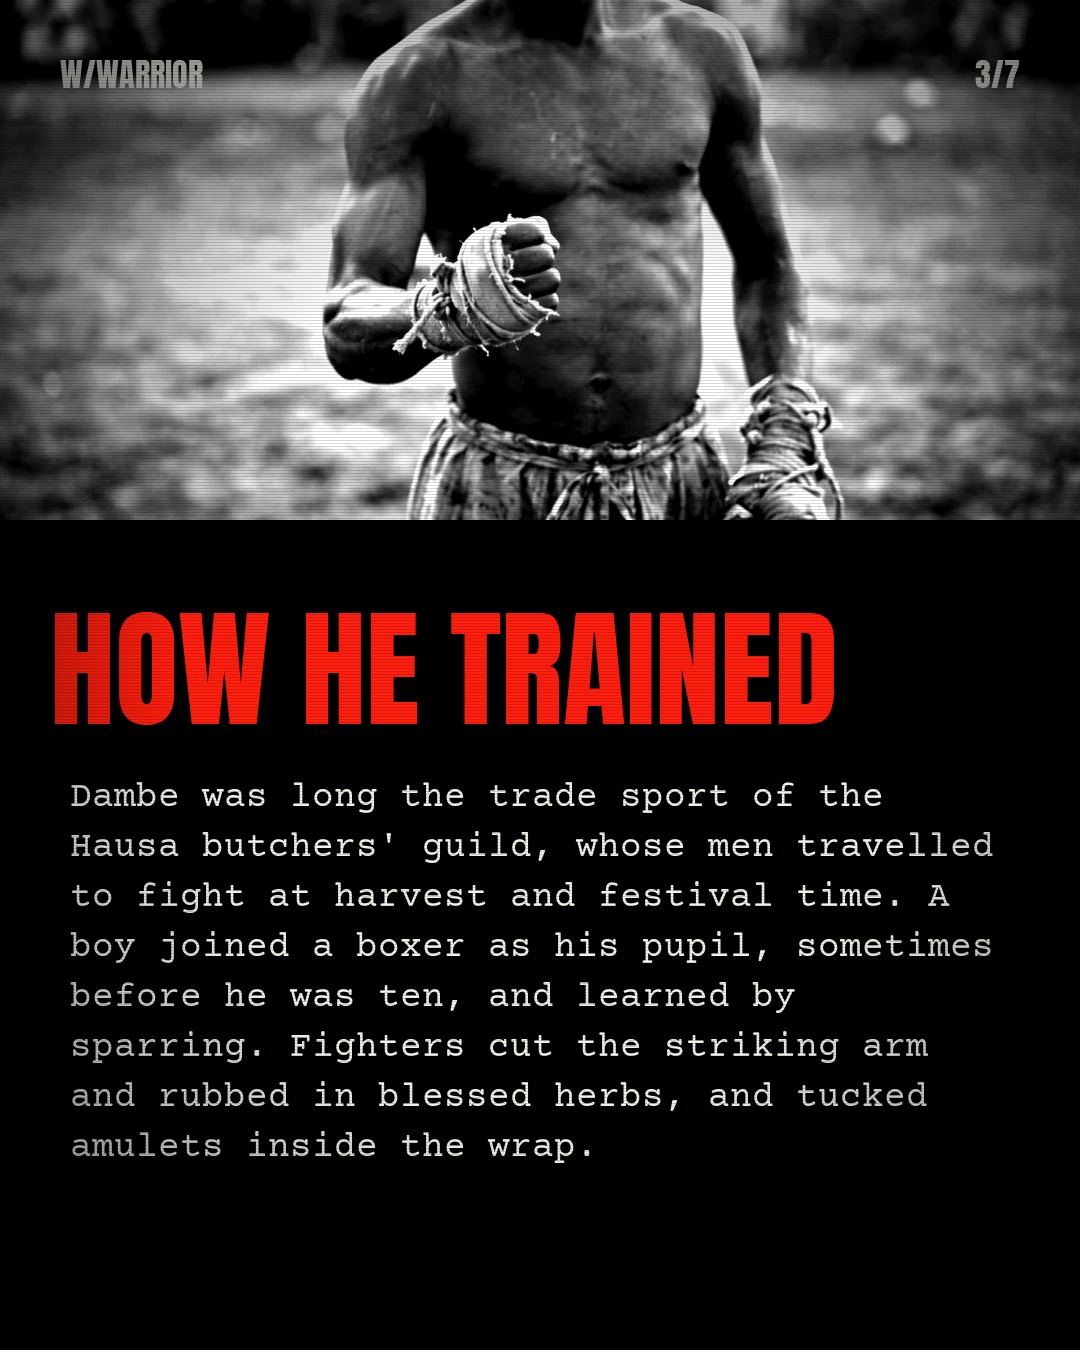 W/WARRIOR
3/7
HOW HE TRAINED
Dambe was long the trade sport of the
Hausa butchers' guild, whose men travelled
to fight at harvest and festival time. A
boy joined a boxer as his pupil, sometimes
before he was ten, and learned by
sparring. Fighters cut the striking arm
and rubbed in blessed herbs, and tucked
amulets inside the wrap.